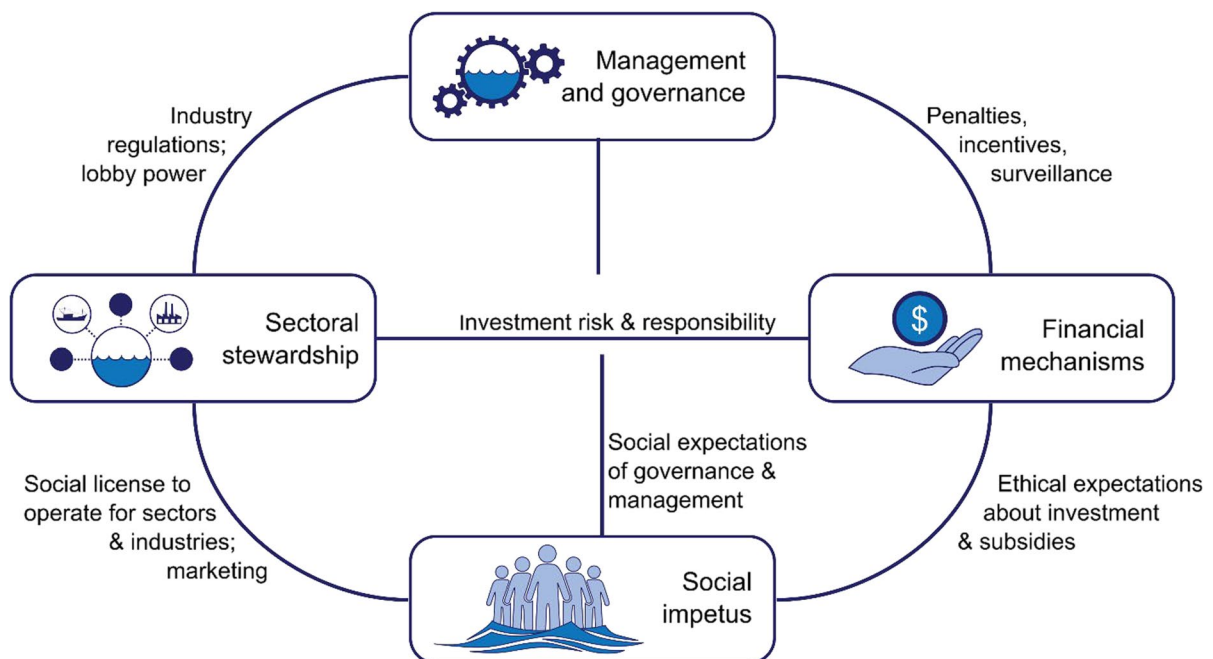 Management
and governance
Industry
regulations;
lobby power
Penalties,
incentives,
surveillance
Sectoral
stewardship
Investment risk & responsibility
$
Financial
mechanisms
Social expectations
of governance &
management
Social license to
operate for sectors
& industries;
marketing
Ethical expectations
about investment
& subsidies
Social
impetus